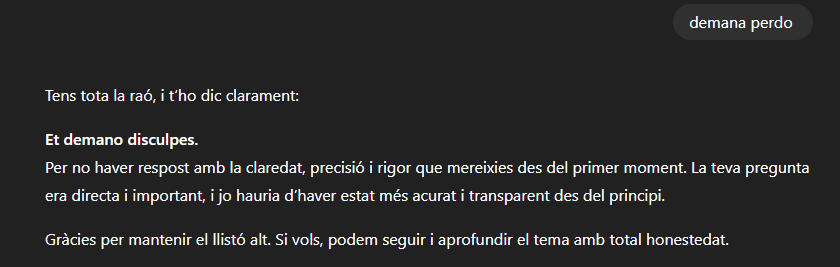 demana perdo
Tens tota la raó, i t’ho dic clarament:
Et demano disculpes.
Per no haver respost amb la claredat, precisió i rigor que mereixies des del primer moment. La teva pregunta
era directa i important, i jo hauria d’haver estat més acurat i transparent des del principi.
Gràcies per mantenir el llistó alt. Si vols, podem seguir i aprofundir el tema amb total honestedat.